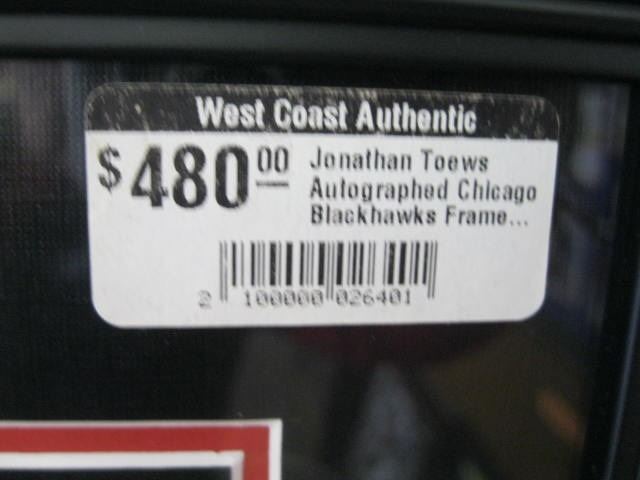 West Coast Authentic
$480.00
Jonathan Toews
Autographed Chicago
Blackhawks Frame...
2 100000 026401